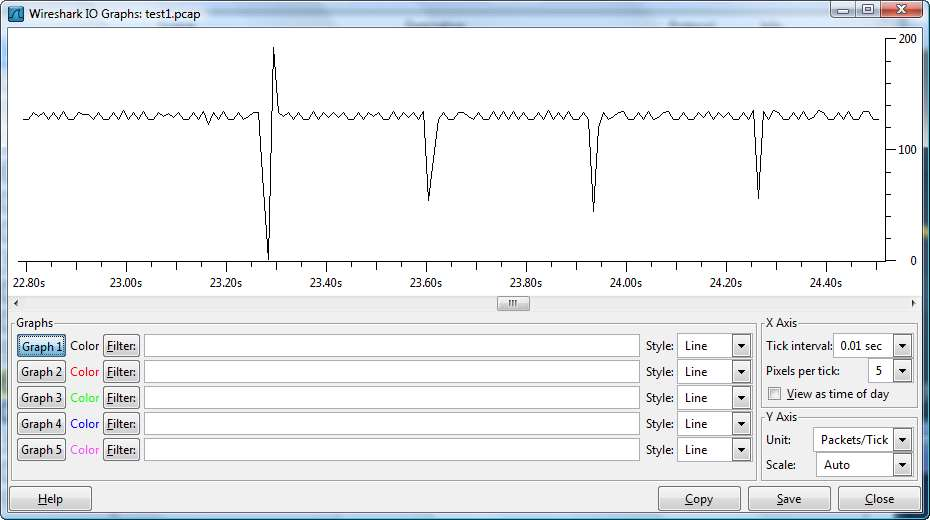 Wireshark IO Graphs: test1.pcap
200
100
0
22.80s 23.00s 23.20s 23.40s 23.60s 23.80s 24.00s 24.20s 24.40s
Graphs
Graph 1 Color Filter: Style: Line
Graph 2 Color Filter: Style: Line
Graph 3 Color Filter: Style: Line
Graph 4 Color Filter: Style: Line
Graph 5 Color Filter: Style: Line
X Axis
Tick interval: 0.01 sec
Pixels per tick: 5
View as time of day
Y Axis
Unit: Packets/Tick
Scale: Auto
Help Copy Save Close